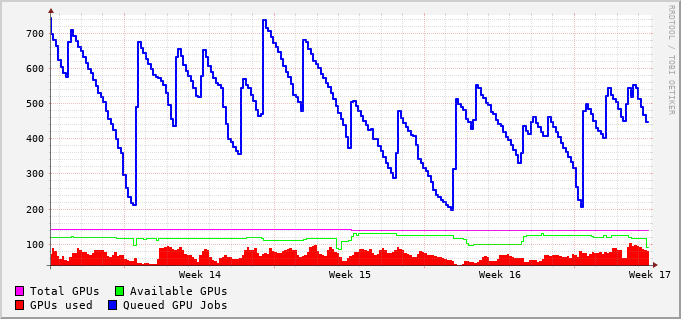 700
600
500
400
300
200
100
Week 14 Week 15 Week 16 Week 17
Total GPUs Available GPUs
GPUs used Queued GPU Jobs
RRDTOOL / TOBI OETIKER